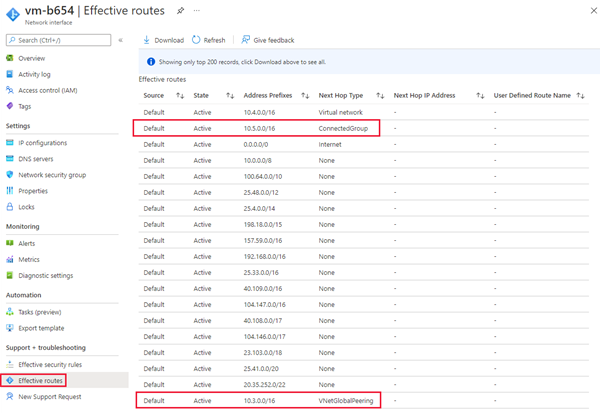 vm-b654 | Effective routes
Network interface
Search (Ctrl+/)
Overview
Activity log
Access control (IAM)
Tags
Settings
IP configurations
DNS servers
Network security group
Properties
Locks
Monitoring
Alerts
Metrics
Diagnostic settings
Automation
Tasks (preview)
Export template
Support + troubleshooting
Effective security rules
Effective routes
New Support Request
Download Refresh Give feedback
Showing only top 200 records, click Download above to see all.
Effective routes
Source State Address Prefixes Next Hop Type Next Hop IP Address User Defined Route Name
Default Active 10.4.0.0/16 Virtual network - -
Default Active 10.5.0.0/16 ConnectedGroup - -
Default Active 0.0.0.0/0 Internet - -
Default Active 10.0.0.0/8 None - -
Default Active 100.64.0.0/10 None - -
Default Active 25.48.0.0/12 None - -
Default Active 25.4.0.0/14 None - -
Default Active 198.18.0.0/15 None - -
Default Active 157.59.0.0/16 None - -
Default Active 192.168.0.0/16 None - -
Default Active 25.33.0.0/16 None - -
Default Active 40.109.0.0/16 None - -
Default Active 104.147.0.0/16 None - -
Default Active 40.108.0.0/17 None - -
Default Active 104.146.0.0/17 None - -
Default Active 23.103.0.0/18 None - -
Default Active 25.41.0.0/20 None - -
Default Active 20.35.252.0/22 None - -
Default Active 10.3.0.0/16 VNetGlobalPeering - -